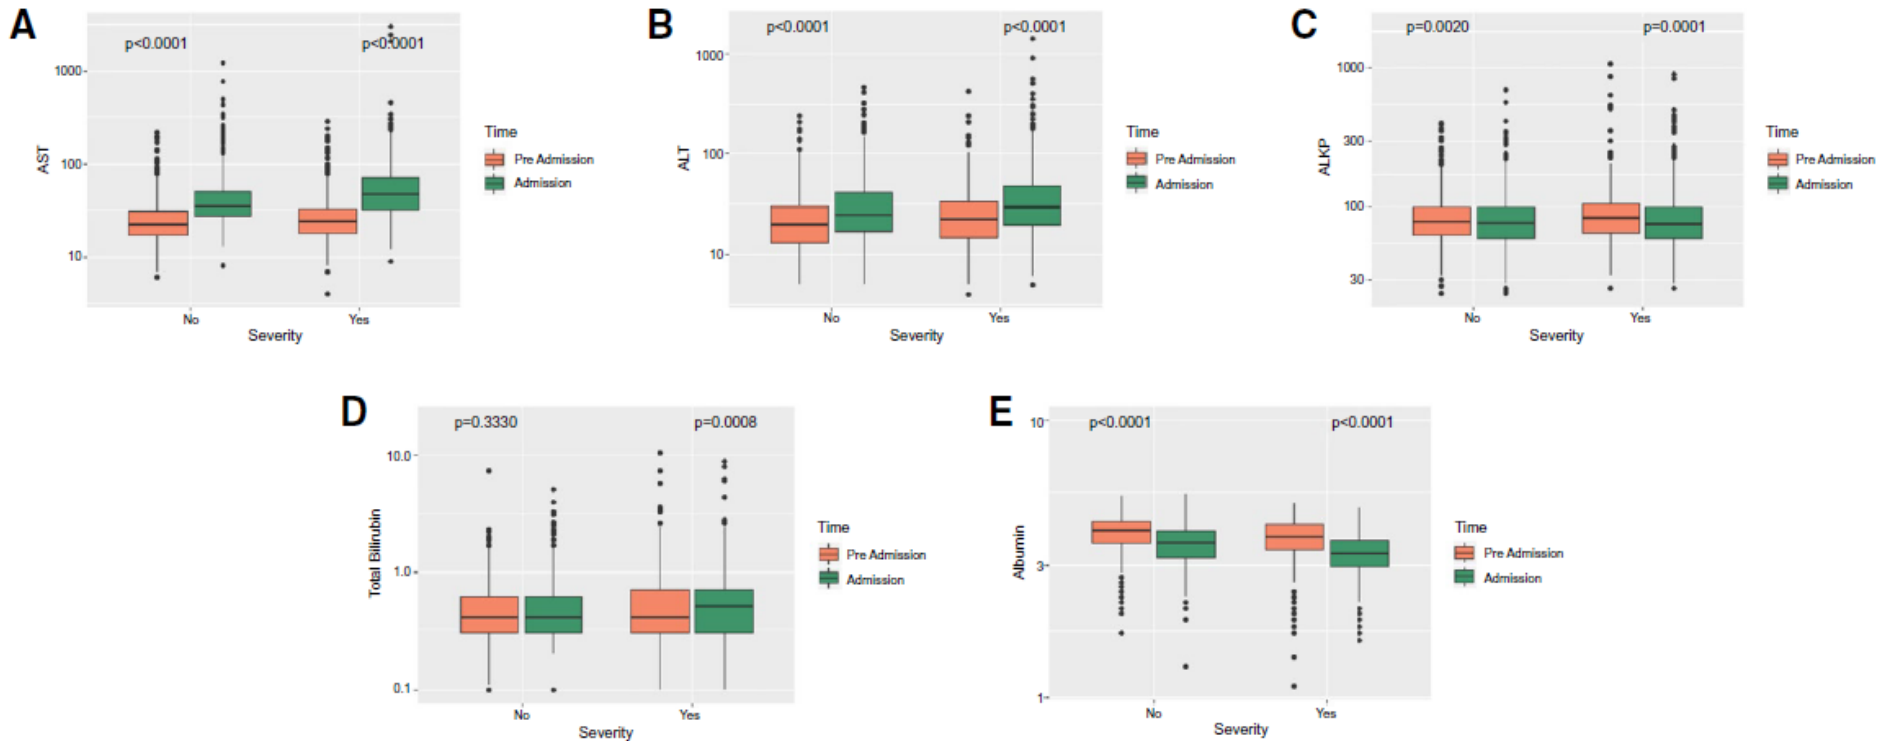 A
p<0.0001
p<0.0001
1000
100
10
AST
No
Yes
Severity
Time
Pre Admission
Admission
B
p<0.0001
p<0.0001
1000
100
10
ALT
No
Yes
Severity
Time
Pre Admission
Admission
C
p=0.0020
p=0.0001
1000
300
100
30
ALKP
No
Yes
Severity
Time
Pre Admission
Admission
D
p=0.3330
p=0.0008
10.0
1.0
0.1
Total Bilirubin
No
Yes
Severity
Time
Pre Admission
Admission
E
p<0.0001
p<0.0001
10
3
1
Albumin
No
Yes
Severity
Time
Pre Admission
Admission